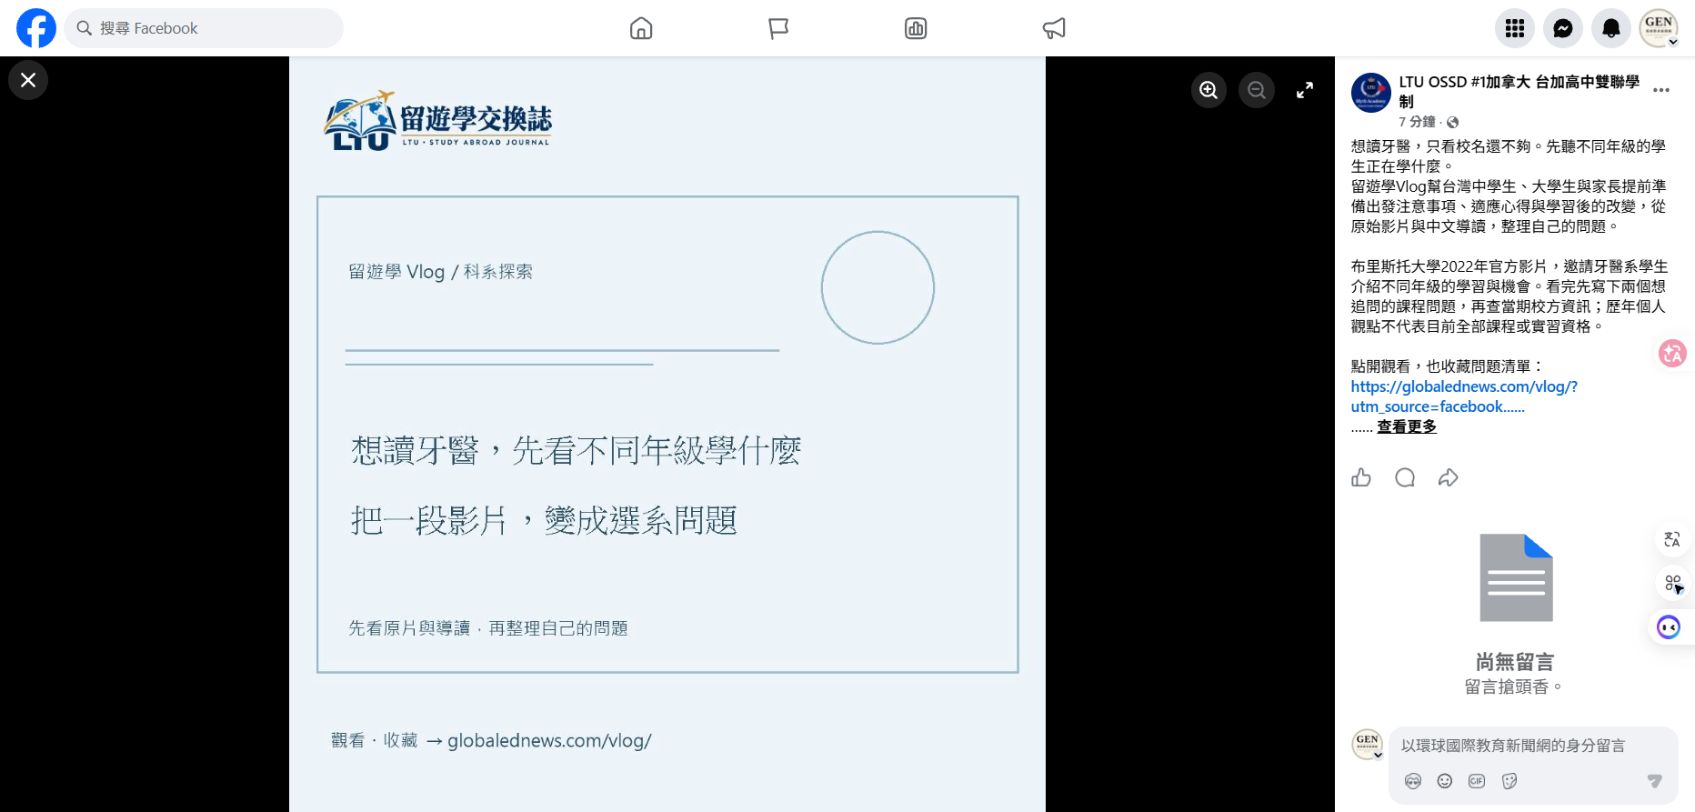 搜尋 Facebook
GEN
LTU
留遊學交換誌
LTU · STUDY ABROAD JOURNAL
留遊學 Vlog / 科系探索
想讀牙醫，先看不同年級學什麼
把一段影片，變成選系問題
先看原片與導讀．再整理自己的問題
觀看．收藏 → globalednews.com/vlog/
LTU OSSD #1加拿大 台加高中雙聯學
制
7 分鐘 ·
想讀牙醫，只看校名還不夠。先聽不同年級的學
生正在學什麼。
留遊學Vlog幫台灣中學生、大學生與家長提前準
備出發注意事項、適應心得與學習後的改變，從
原始影片與中文導讀，整理自己的問題。
布里斯托大學2022年官方影片，邀請牙醫系學生
介紹不同年級的學習與機會。看完先寫下兩個想
追問的課程問題，再查當期校方資訊；歷年個人
觀點不代表目前全部課程或實習資格。
點開觀看，也收藏問題清單：
https://globalednews.com/vlog/?
utm_source=facebook......
...... 查看更多
尚無留言
留言搶頭香。
GEN
以環球國際教育新聞網的身分留言
GIF